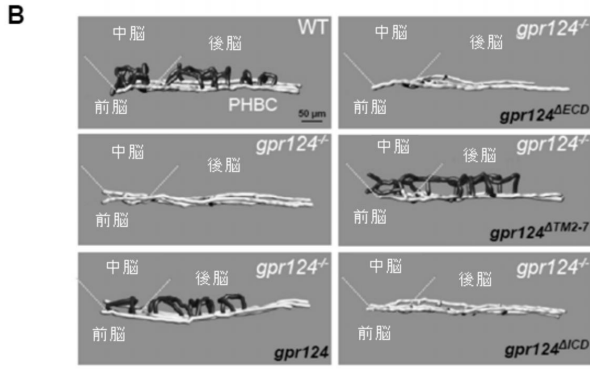 B
中脳 後脳 WT
PHBC
前脳
50 μm
中脳 後脳 gpr124-/-
前脳
gpr124ΔECD
中脳 後脳 gpr124-/-
前脳
中脳 後脳 gpr124-/-
前脳
gpr124ΔTM2-7
中脳 後脳 gpr124-/-
前脳
gpr124
中脳 後脳 gpr124-/-
前脳
gpr124ΔICD